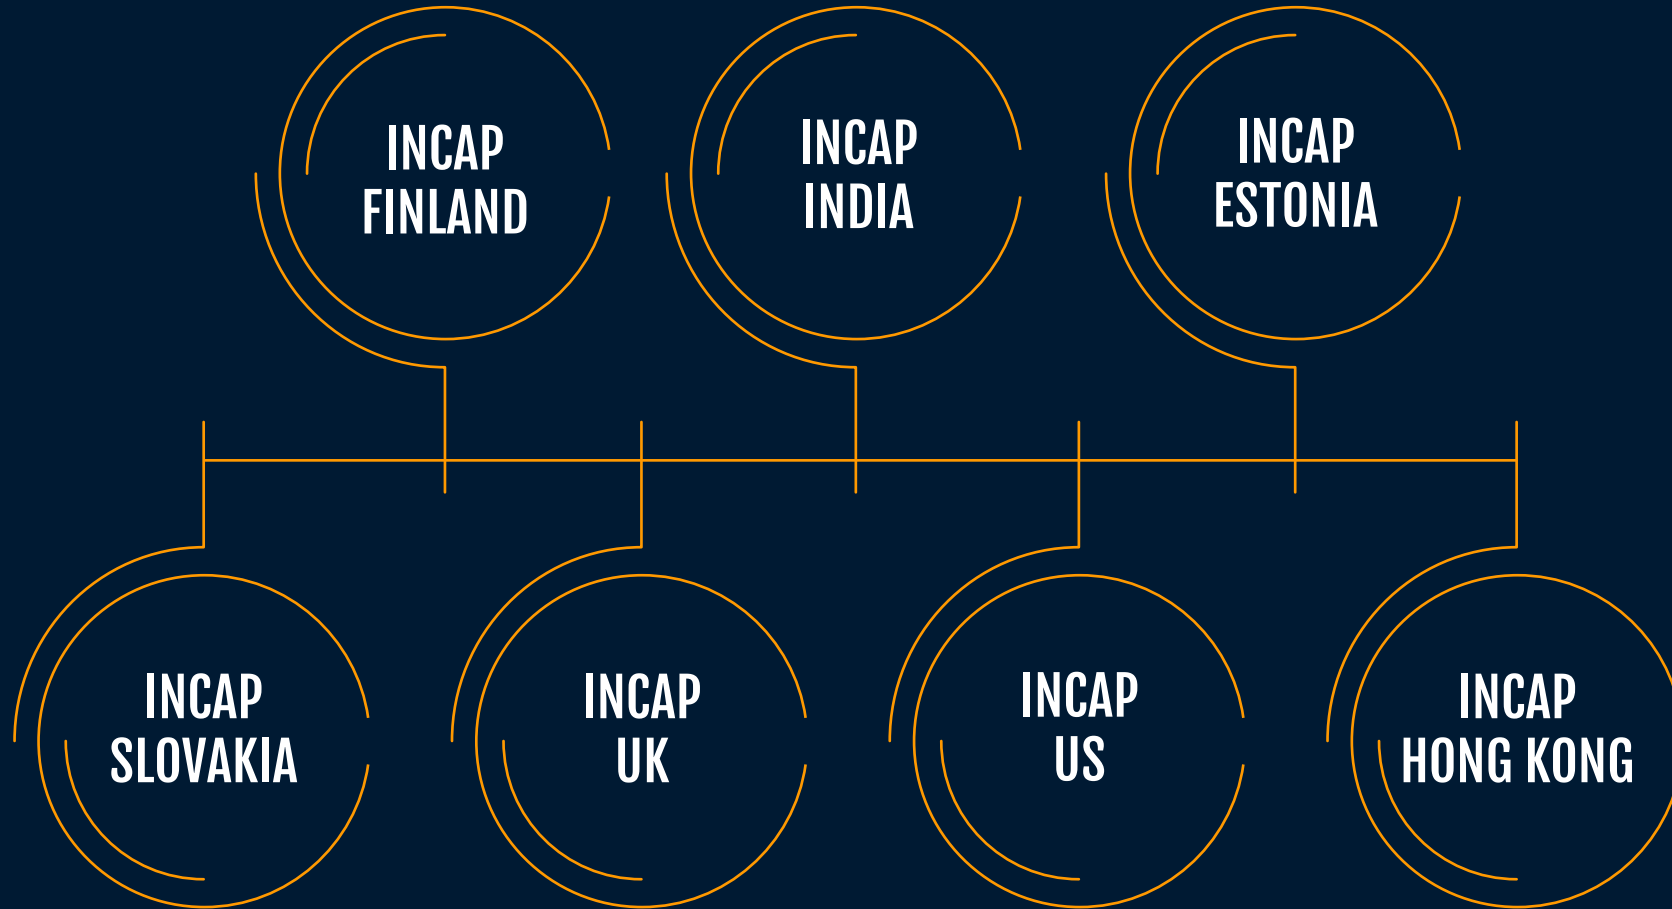 INCAP
FINLAND
INCAP
INDIA
INCAP
ESTONIA
INCAP
SLOVAKIA
INCAP
UK
INCAP
US
INCAP
HONG KONG